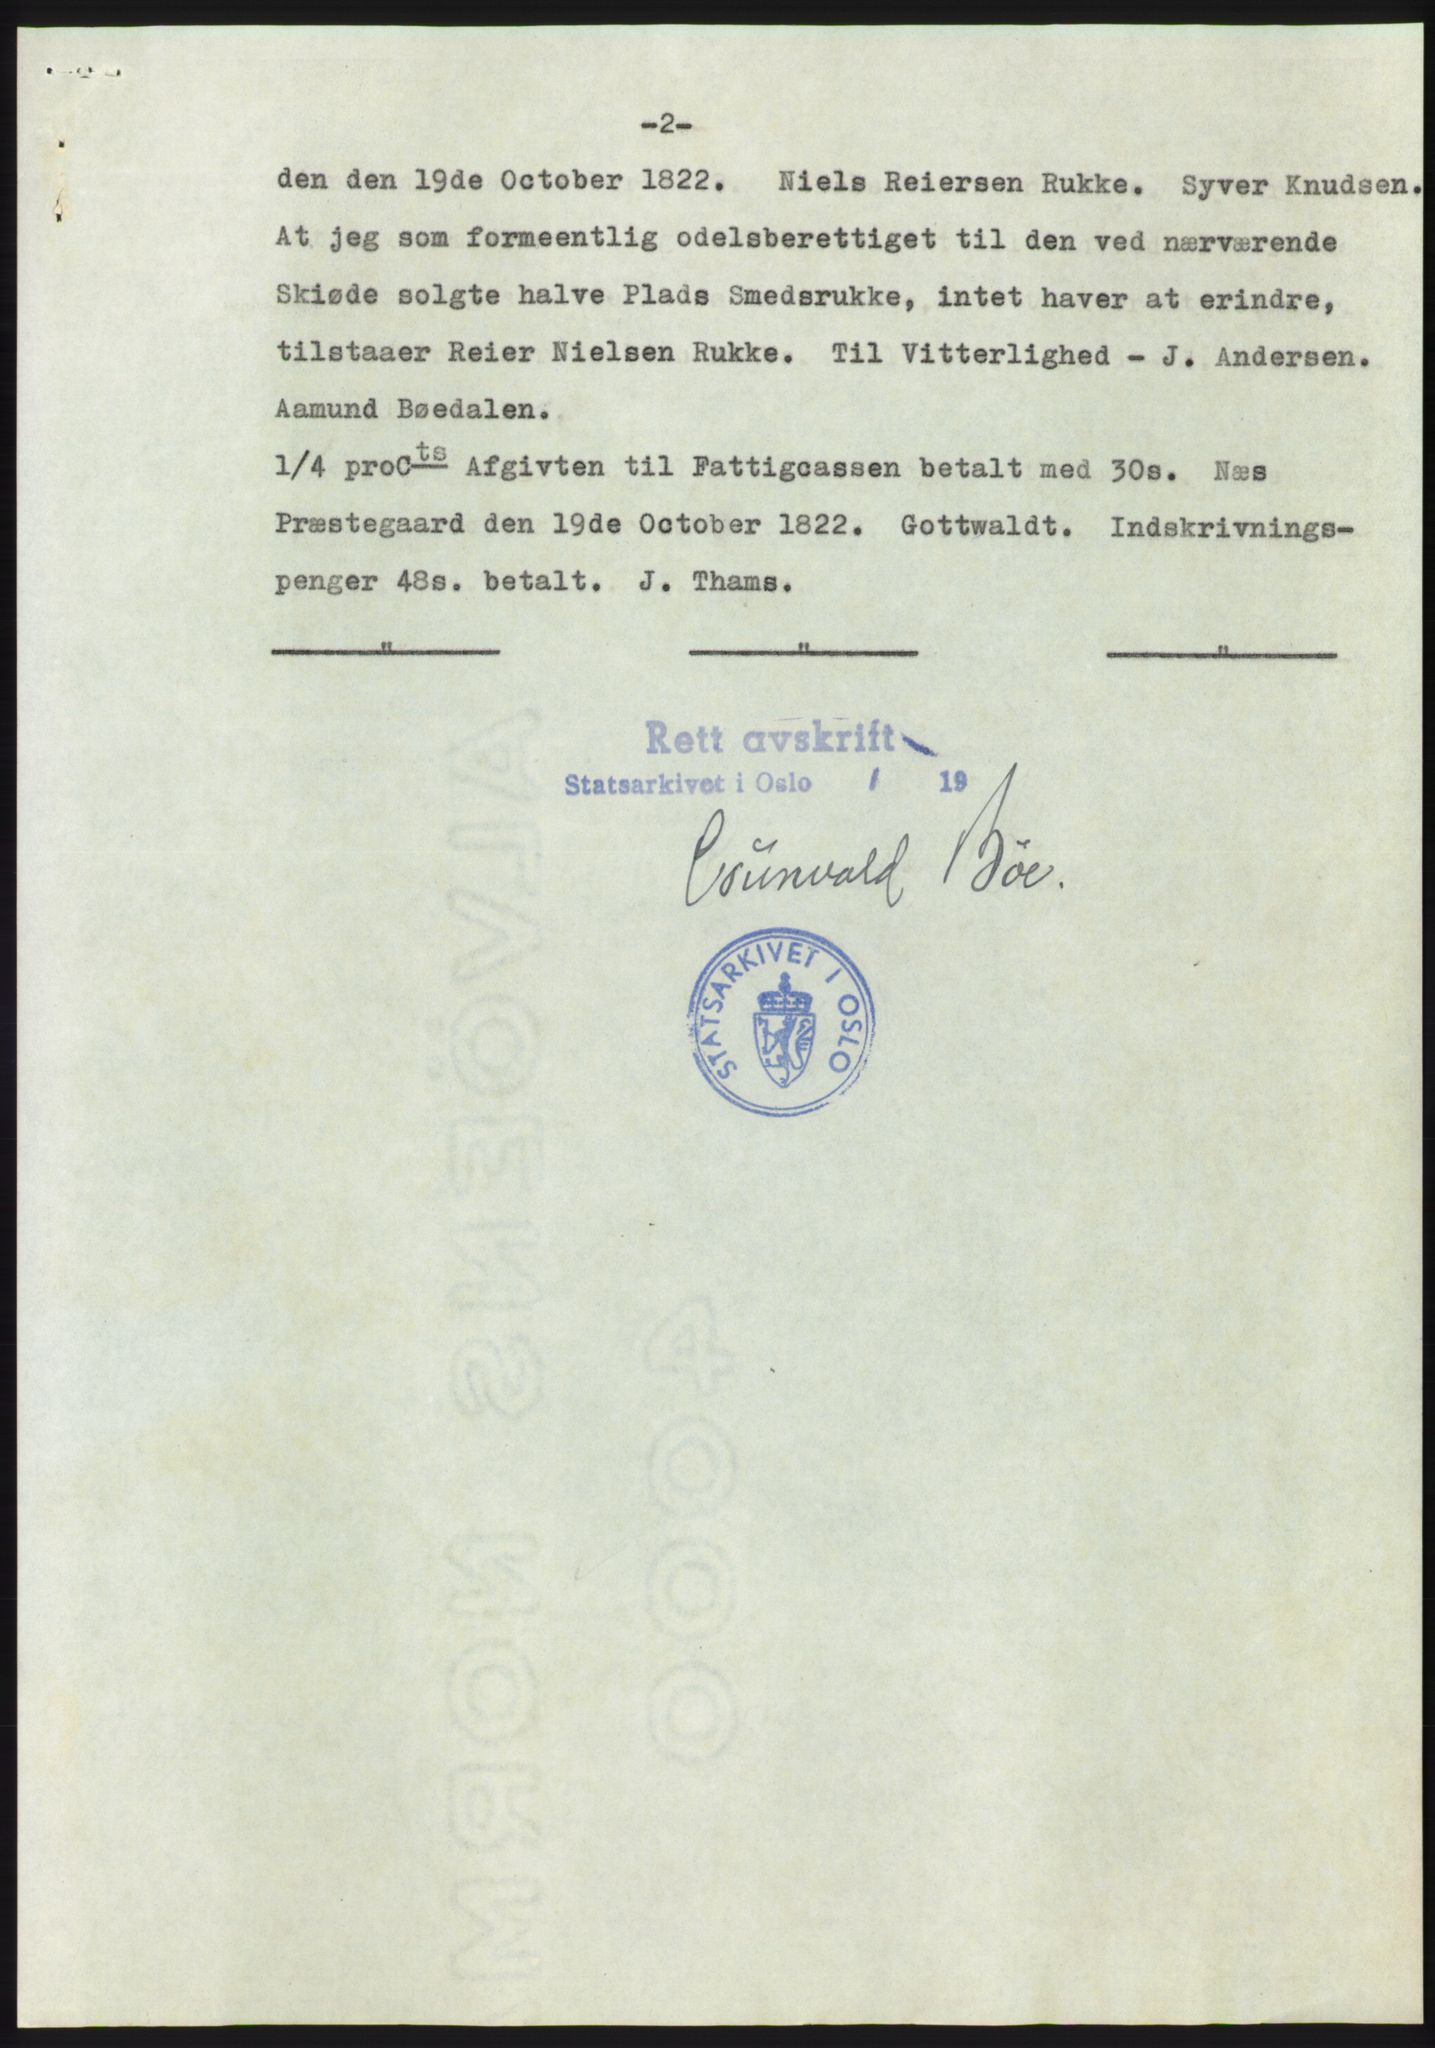 -2-
den den 19de October 1822. Niels Reiersen Rukke. Syver Knudsen.
At jeg som formeentlig odelsberettiget til den ved nærværende
Skiøde solgte halve Plads Smedsrukke, intet haver at erindre,
tilstaaer Reier Nielsen Rukke. Til Vitterlighed - J. Andersen.
Aamund Bøedalen.
1/4 proCts Afgivten til Fattigcassen betalt med 30s. Næs
Præstegaard den 19de October 1822. Gottwaldt. Indskrivnings-
penger 48s. betalt. J. Thams.
" " "
Rett avskrift
Statsarkivet i Oslo / 19
Grünvald Bøe.
STATSARKIVET I OSLO